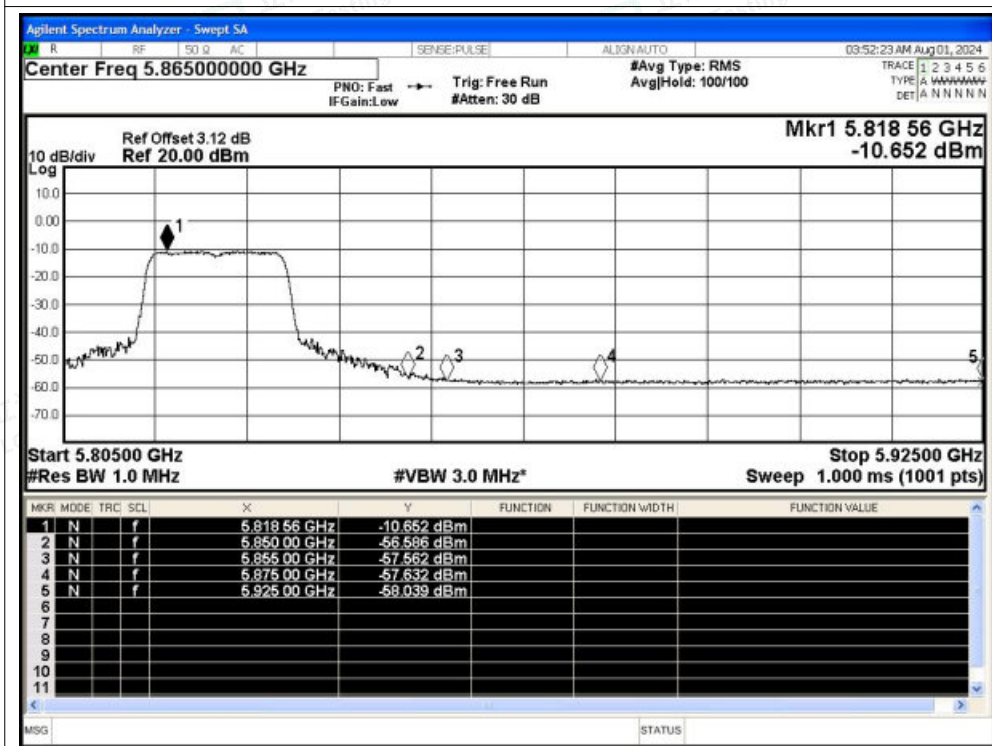 Agilent Spectrum Analyzer - Swept SA
R RF 50 Ω AC SENSE:PULSE ALIGN AUTO 03:52:23 AM Aug 01, 2024
Center Freq 5.865000000 GHz #Avg Type: RMS TRACE 1 2 3 4 5 6
PNO: Fast Trig: Free Run Avg|Hold: 100/100 TYPE A WWWWW
IFGain:Low #Atten: 30 dB DET A N N N N N
Mkr1 5.818 56 GHz
Ref Offset 3.12 dB
10 dB/div Ref 20.00 dBm -10.652 dBm
Log
10.0
0.00
1
-10.0
-20.0
-30.0
-40.0
2 3 4 5
-50.0
-60.0
-70.0
Start 5.80500 GHz Stop 5.92500 GHz
#Res BW 1.0 MHz #VBW 3.0 MHz* Sweep 1.000 ms (1001 pts)
MKR MODE TRC SCL X Y FUNCTION FUNCTION WIDTH FUNCTION VALUE
1 N f 5.818 56 GHz -10.652 dBm
2 N f 5.850 00 GHz -56.586 dBm
3 N f 5.855 00 GHz -57.562 dBm
4 N f 5.875 00 GHz -57.632 dBm
5 N f 5.925 00 GHz -58.039 dBm
6
7
8
9
10
11
MSG STATUS